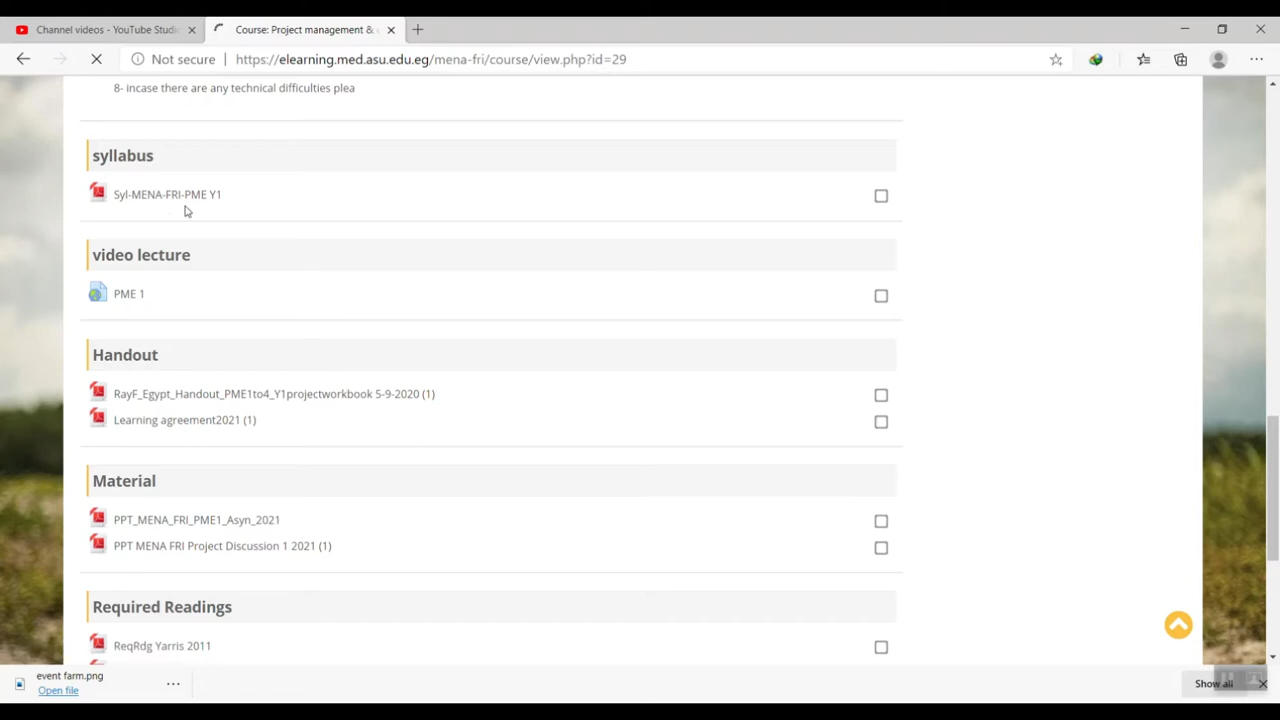 Channel videos - YouTube Studi
Course: Project management &
Not secure
https://elearning.med.asu.edu.eg/mena-fri/course/view.php?id=29
8- incase there are any technical difficulties plea
syllabus
Syl-MENA-FRI-PME Y1
video lecture
PME 1
Handout
RayF_Egypt_Handout_PME1to4_Y1projectworkbook 5-9-2020 (1)
Learning agreement2021 (1)
Material
PPT_MENA_FRI_PME1_Asyn_2021
PPT MENA FRI Project Discussion 1 2021 (1)
Required Readings
ReqRdg Yarris 2011
event farm.png
Open file
Show all